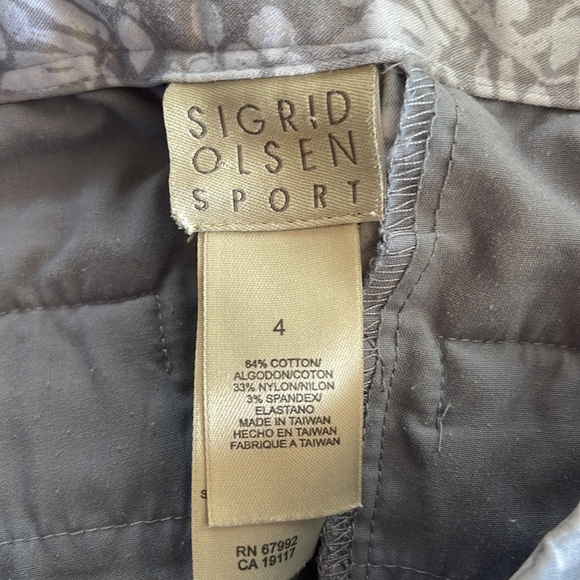 SIGRID
OLSEN
SPORT
4
64% COTTON/
ALGODON/COTON
33% NYLON/NILON
3% SPANDEX/
ELASTANO
MADE IN TAIWAN
HECHO EN TAIWAN
FABRIQUE A TAIWAN
S
RN 67992
CA 19117